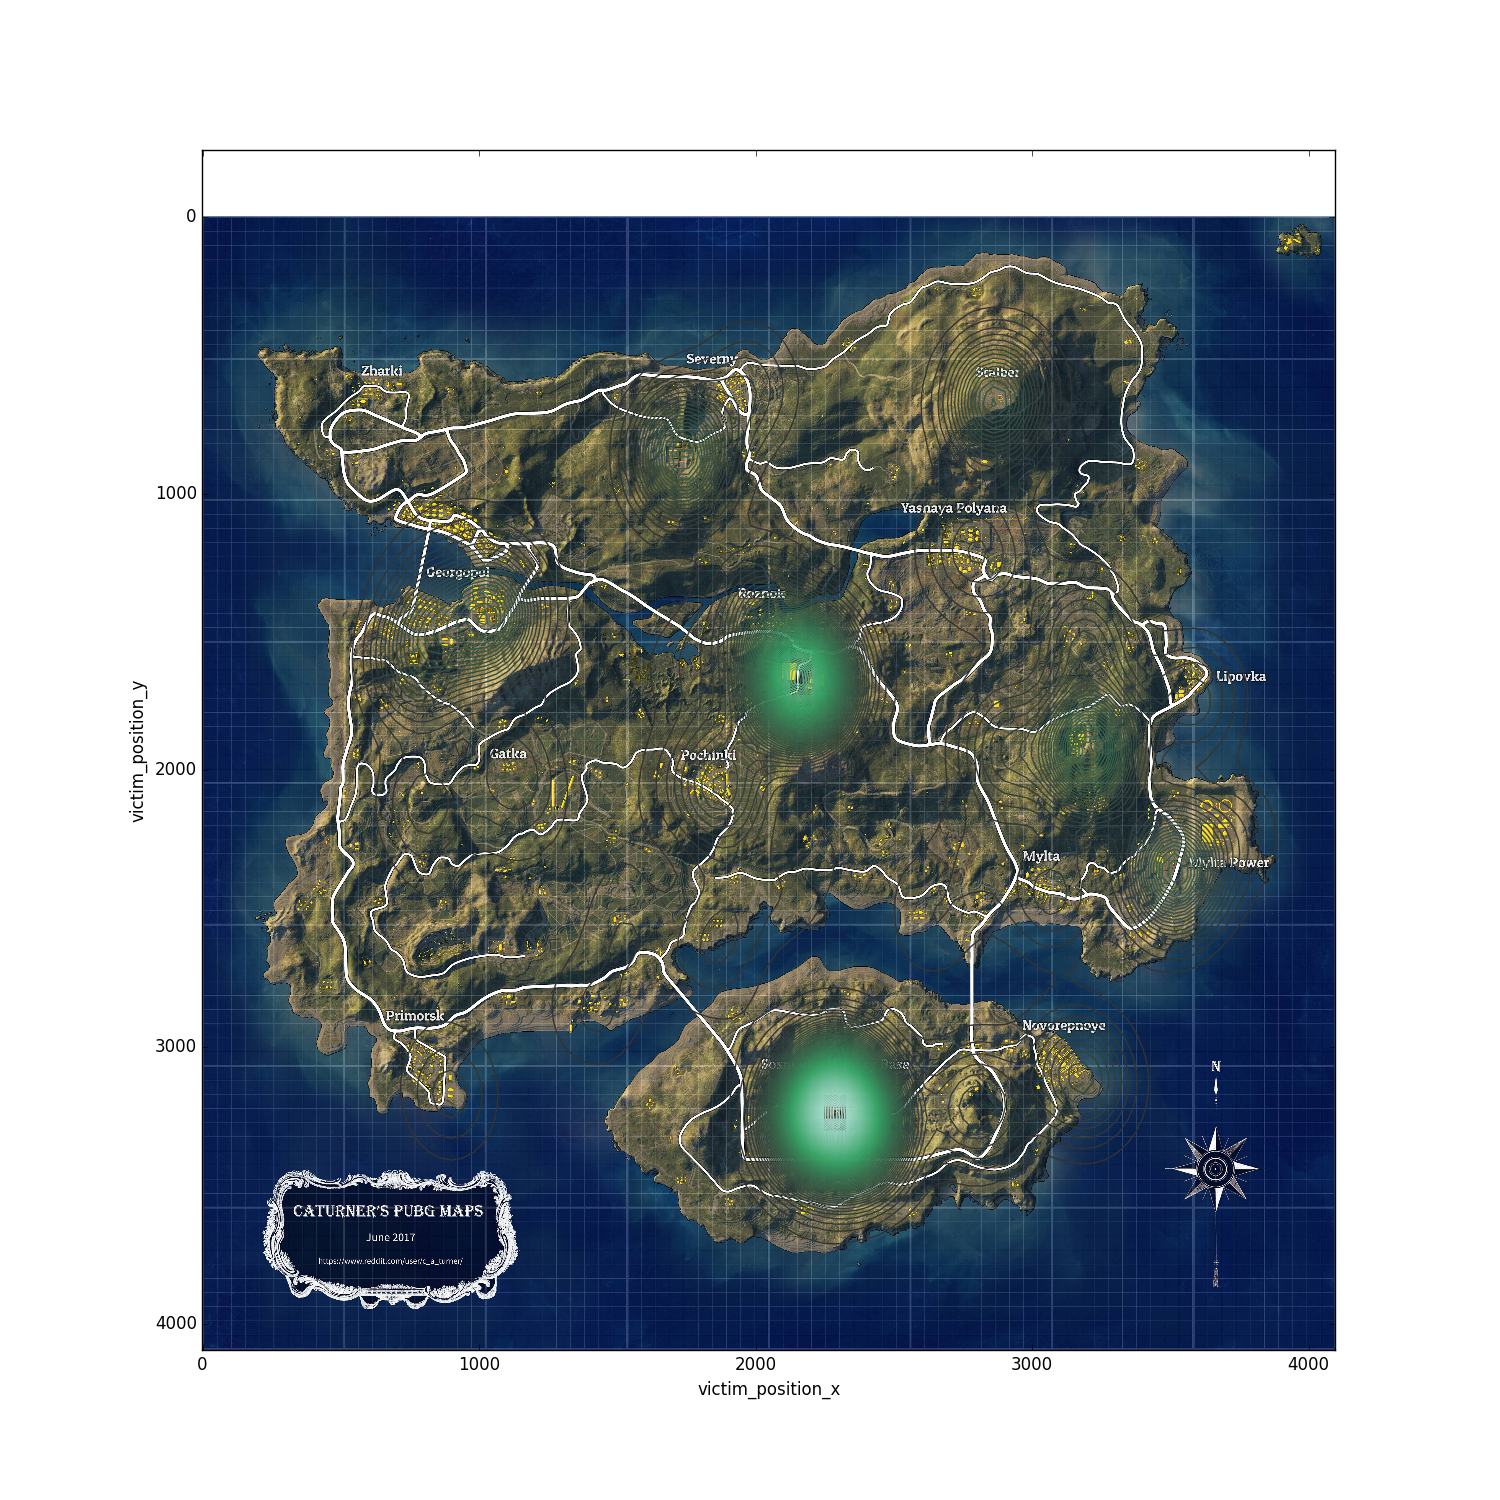 0
Severny
Zharki
Stalber
1000
Yasnaya Polyana
Georgopol
Roznok
Lipovka
Gatka
Pochinki
2000
Mylta
Mylta Power
Primorsk
Novorepnoye
3000
Base
N
CATURNER'S PUBG MAPS
June 2017
https://www.reddit.com/user/c_a_turner/
4000
0 1000 2000 3000 4000
victim_position_x
victim_position_y